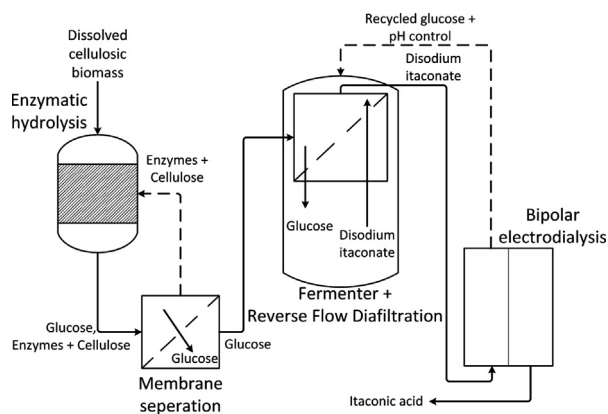 Recycled glucose +
pH control
Dissolved
cellulosic
biomass
Disodium
itaconate
Enzymatic
hydrolysis
Enzymes +
Cellulose
Glucose
Disodium
itaconate
Bipolar
electrodialysis
Fermenter +
Reverse Flow Diafiltration
Glucose,
Enzymes + Cellulose
Glucose
Glucose
Membrane
seperation
Itaconic acid